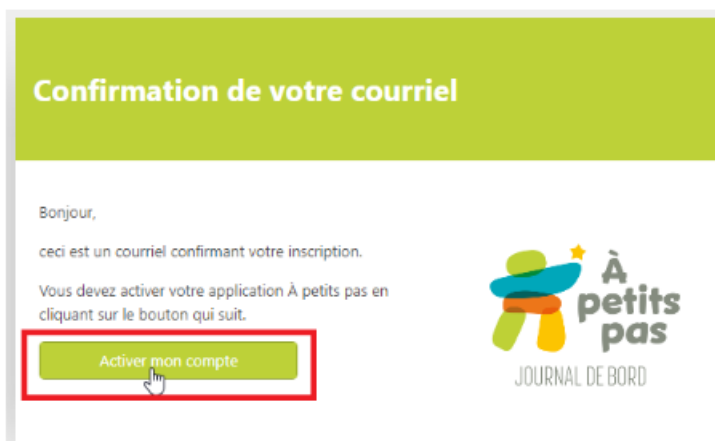 Confirmation de votre courriel
Bonjour,
ceci est un courriel confirmant votre inscription.
Vous devez activer votre application À petits pas en
cliquant sur le bouton qui suit.
Activer mon compte
À
petits
pas
JOURNAL DE BORD